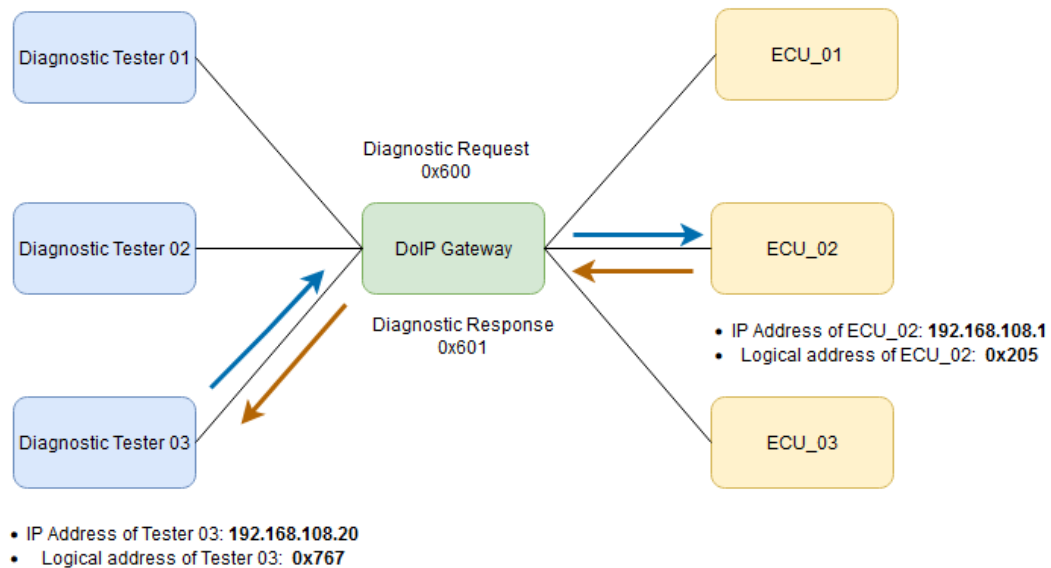 Diagnostic Tester 01
ECU_01
Diagnostic Request
0x600
Diagnostic Tester 02
DoIP Gateway
ECU_02
Diagnostic Response
0x601
• IP Address of ECU_02: 192.168.108.1
• Logical address of ECU_02: 0x205
Diagnostic Tester 03
ECU_03
• IP Address of Tester 03: 192.168.108.20
• Logical address of Tester 03: 0x767